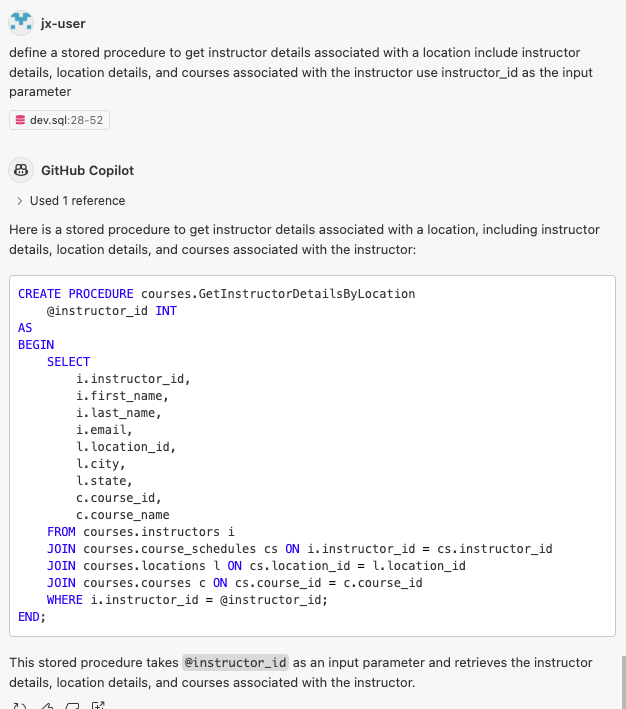 jx-user
define a stored procedure to get instructor details associated with a location include instructor
details, location details, and courses associated with the instructor use instructor_id as the input
parameter
dev.sql:28-52
GitHub Copilot
> Used 1 reference
Here is a stored procedure to get instructor details associated with a location, including instructor
details, location details, and courses associated with the instructor:
CREATE PROCEDURE courses.GetInstructorDetailsByLocation
    @instructor_id INT
AS
BEGIN
    SELECT
        i.instructor_id,
        i.first_name,
        i.last_name,
        i.email,
        l.location_id,
        l.city,
        l.state,
        c.course_id,
        c.course_name
    FROM courses.instructors i
    JOIN courses.course_schedules cs ON i.instructor_id = cs.instructor_id
    JOIN courses.locations l ON cs.location_id = l.location_id
    JOIN courses.courses c ON cs.course_id = c.course_id
    WHERE i.instructor_id = @instructor_id;
END;
This stored procedure takes @instructor_id as an input parameter and retrieves the instructor
details, location details, and courses associated with the instructor.